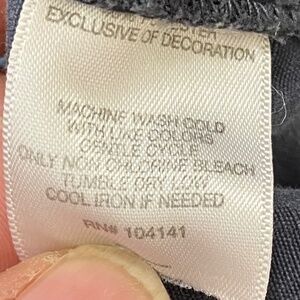 EXCLUSIVE OF DECORATION
MACHINE WASH COLD
WITH LIKE COLORS
GENTLE CYCLE
ONLY NON CHLORINE BLEACH
TUMBLE DRY LOW
COOL IRON IF NEEDED
RN# 104141